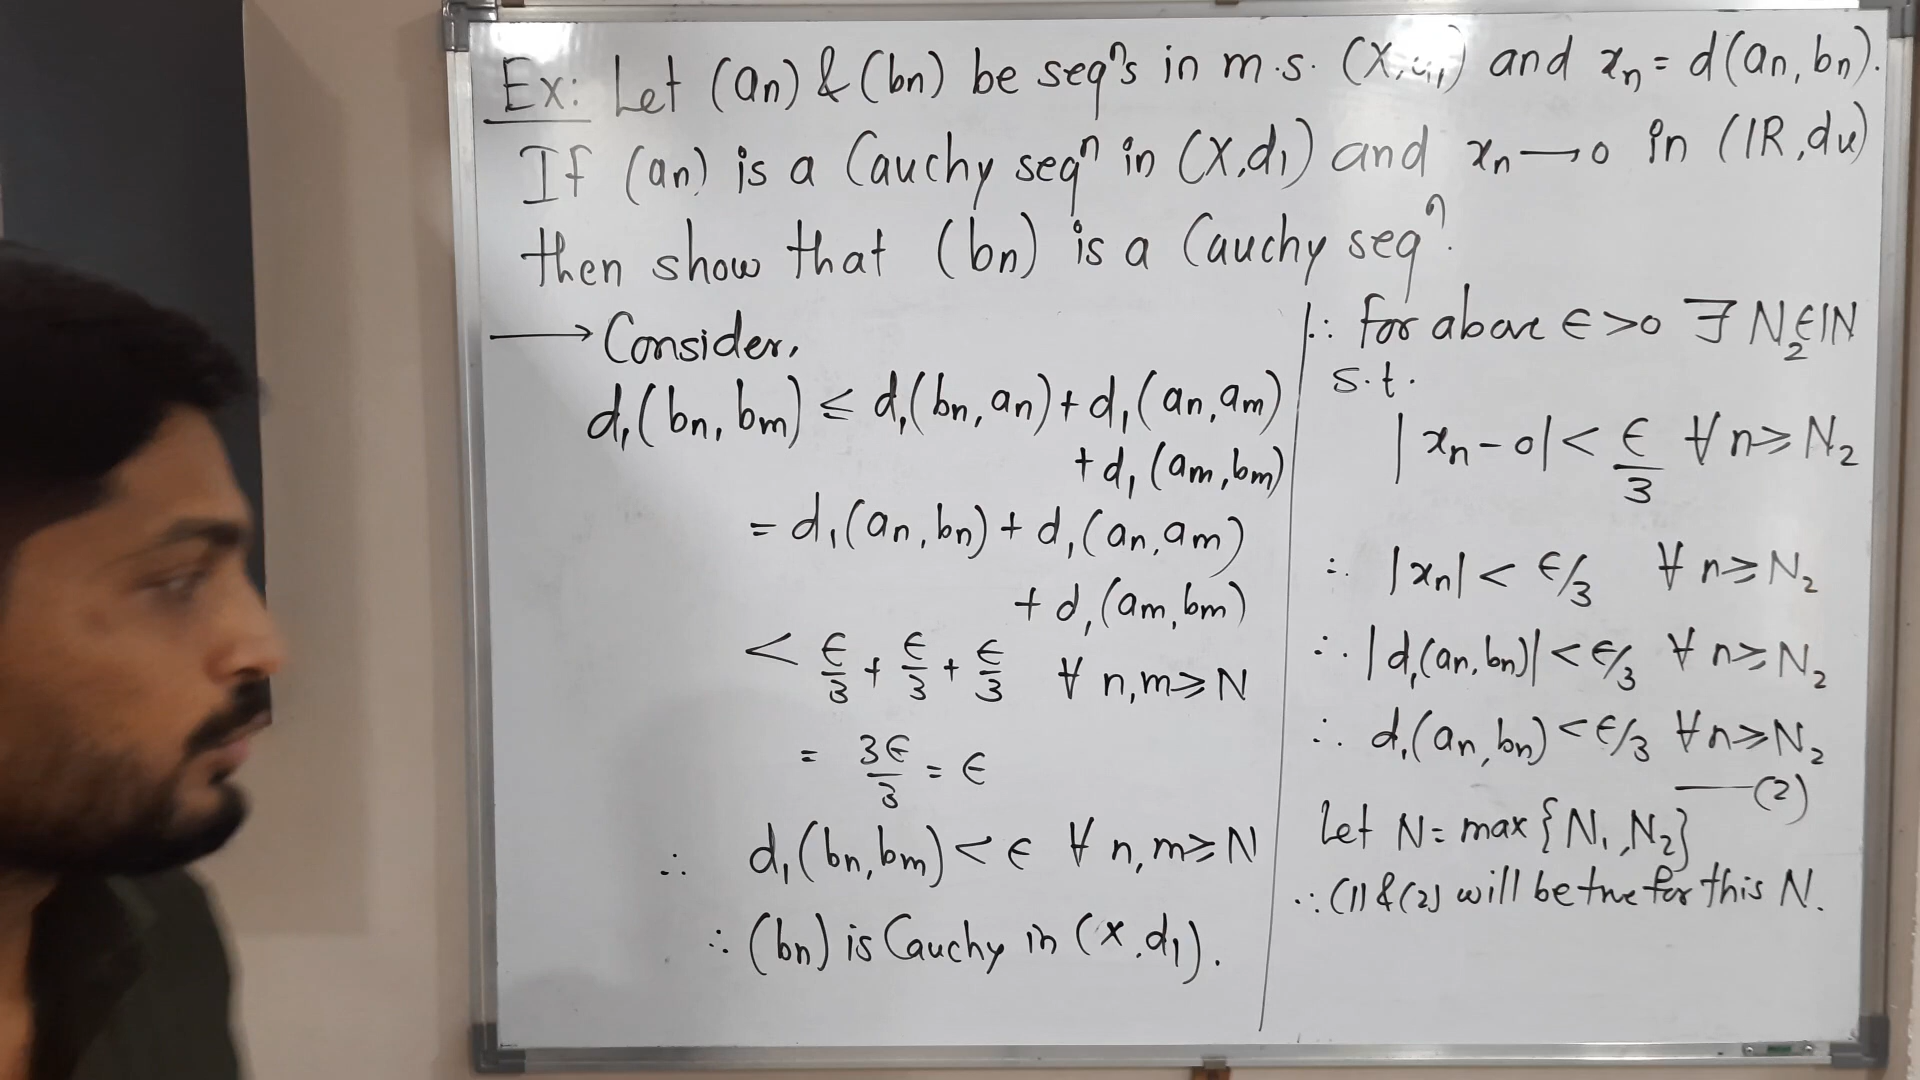 Ex: Let (an) & (bn) be seqⁿs in m.s. (X, d₁) and xₙ = d(an, bn).
If (an) is a Cauchy seqⁿ in (X, d₁) and xₙ → 0 in (IR, du)
then show that (bn) is a Cauchy seqⁿ.
→ Consider,
d₁(bn, bm) ≤ d₁(bn, an) + d₁(an, am)
+ d₁(am, bm)
= d₁(an, bn) + d₁(an, am)
+ d₁(am, bm)
< ϵ/3 + ϵ/3 + ϵ/3 ∀ n,m ≥ N
= 3ϵ/3 = ϵ
∴ d₁(bn, bm) < ϵ ∀ n,m ≥ N
∴ (bn) is Cauchy in (X, d₁).
∴ for above ϵ > 0 ∃ N₂ ∈ IN
s.t.
|xₙ - 0| < ϵ/3 ∀ n ≥ N₂
∴ |xₙ| < ϵ/3 ∀ n ≥ N₂
∴ |d₁(an, bn)| < ϵ/3 ∀ n ≥ N₂
∴ d₁(an, bn) < ϵ/3 ∀ n ≥ N₂
—(2)
Let N = max {N₁, N₂}
∴ (1) & (2) will be true for this N.